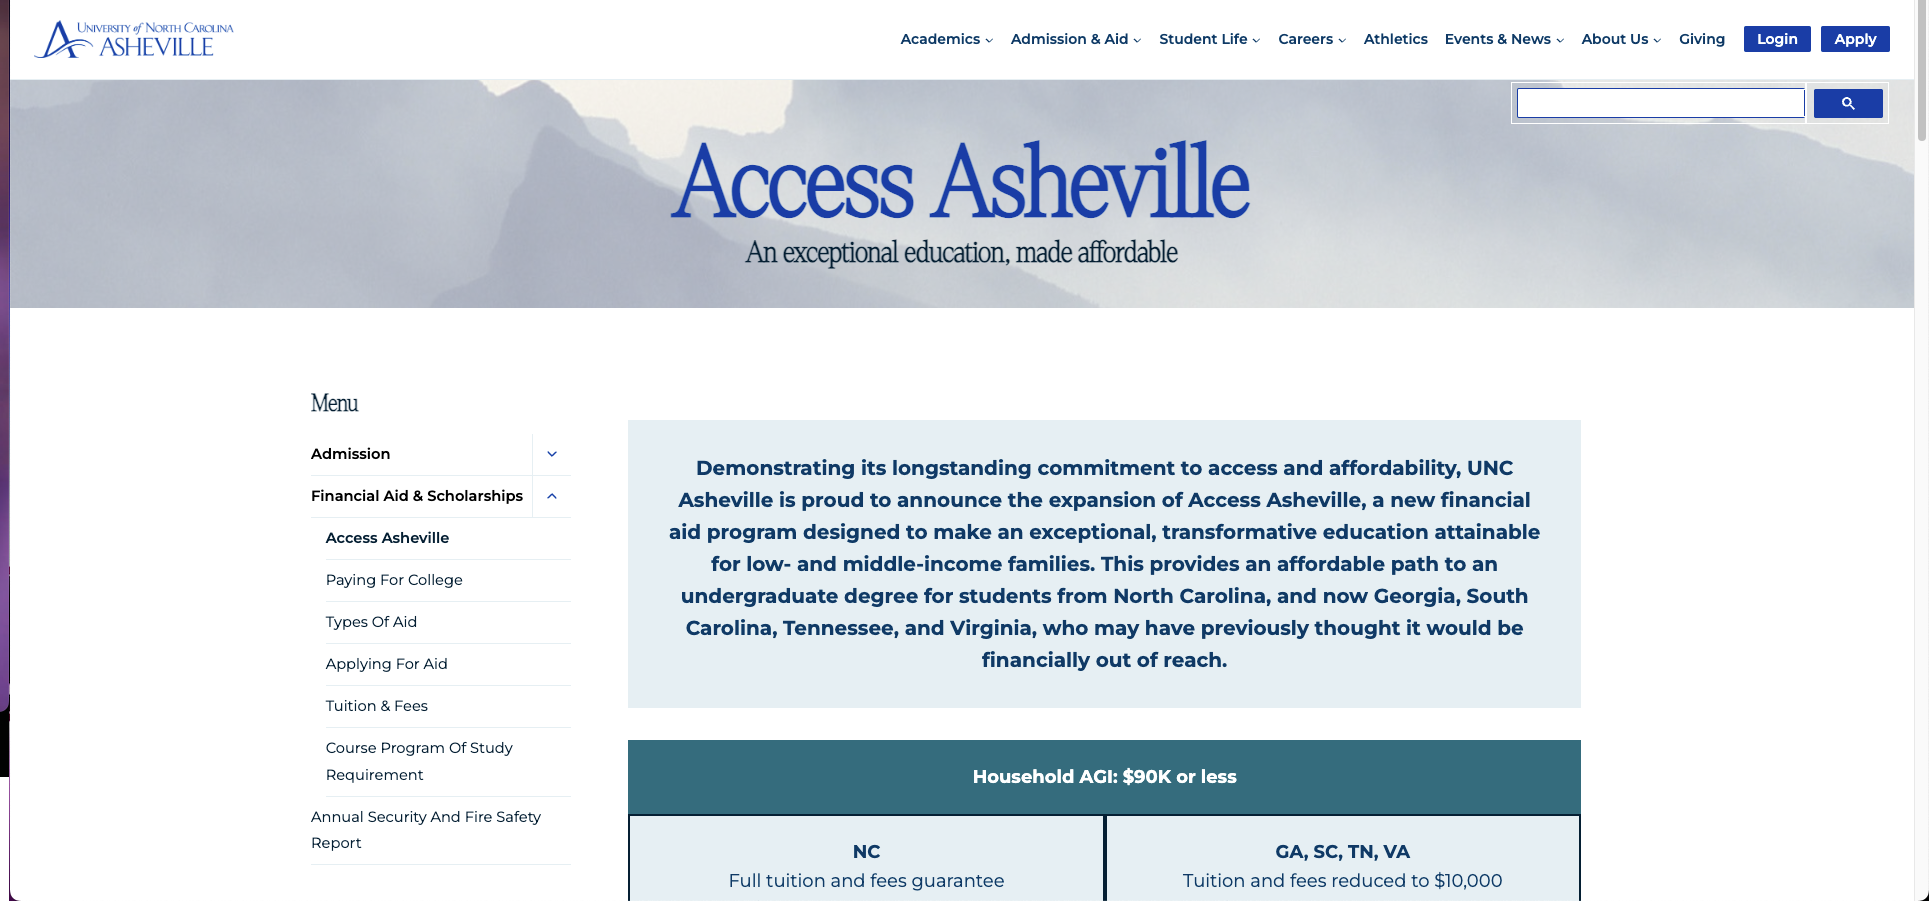 University of North Carolina
Asheville
Academics
Admission & Aid
Student Life
Careers
Athletics
Events & News
About Us
Giving
Login
Apply
Access Asheville
An exceptional education, made affordable
Menu
Admission
Financial Aid & Scholarships
Access Asheville
Paying For College
Types Of Aid
Applying For Aid
Tuition & Fees
Course Program Of Study
Requirement
Annual Security And Fire Safety
Report
Demonstrating its longstanding commitment to access and affordability, UNC
Asheville is proud to announce the expansion of Access Asheville, a new financial
aid program designed to make an exceptional, transformative education attainable
for low- and middle-income families. This provides an affordable path to an
undergraduate degree for students from North Carolina, and now Georgia, South
Carolina, Tennessee, and Virginia, who may have previously thought it would be
financially out of reach.
Household AGI: $90K or less
NC
Full tuition and fees guarantee
GA, SC, TN, VA
Tuition and fees reduced to $10,000